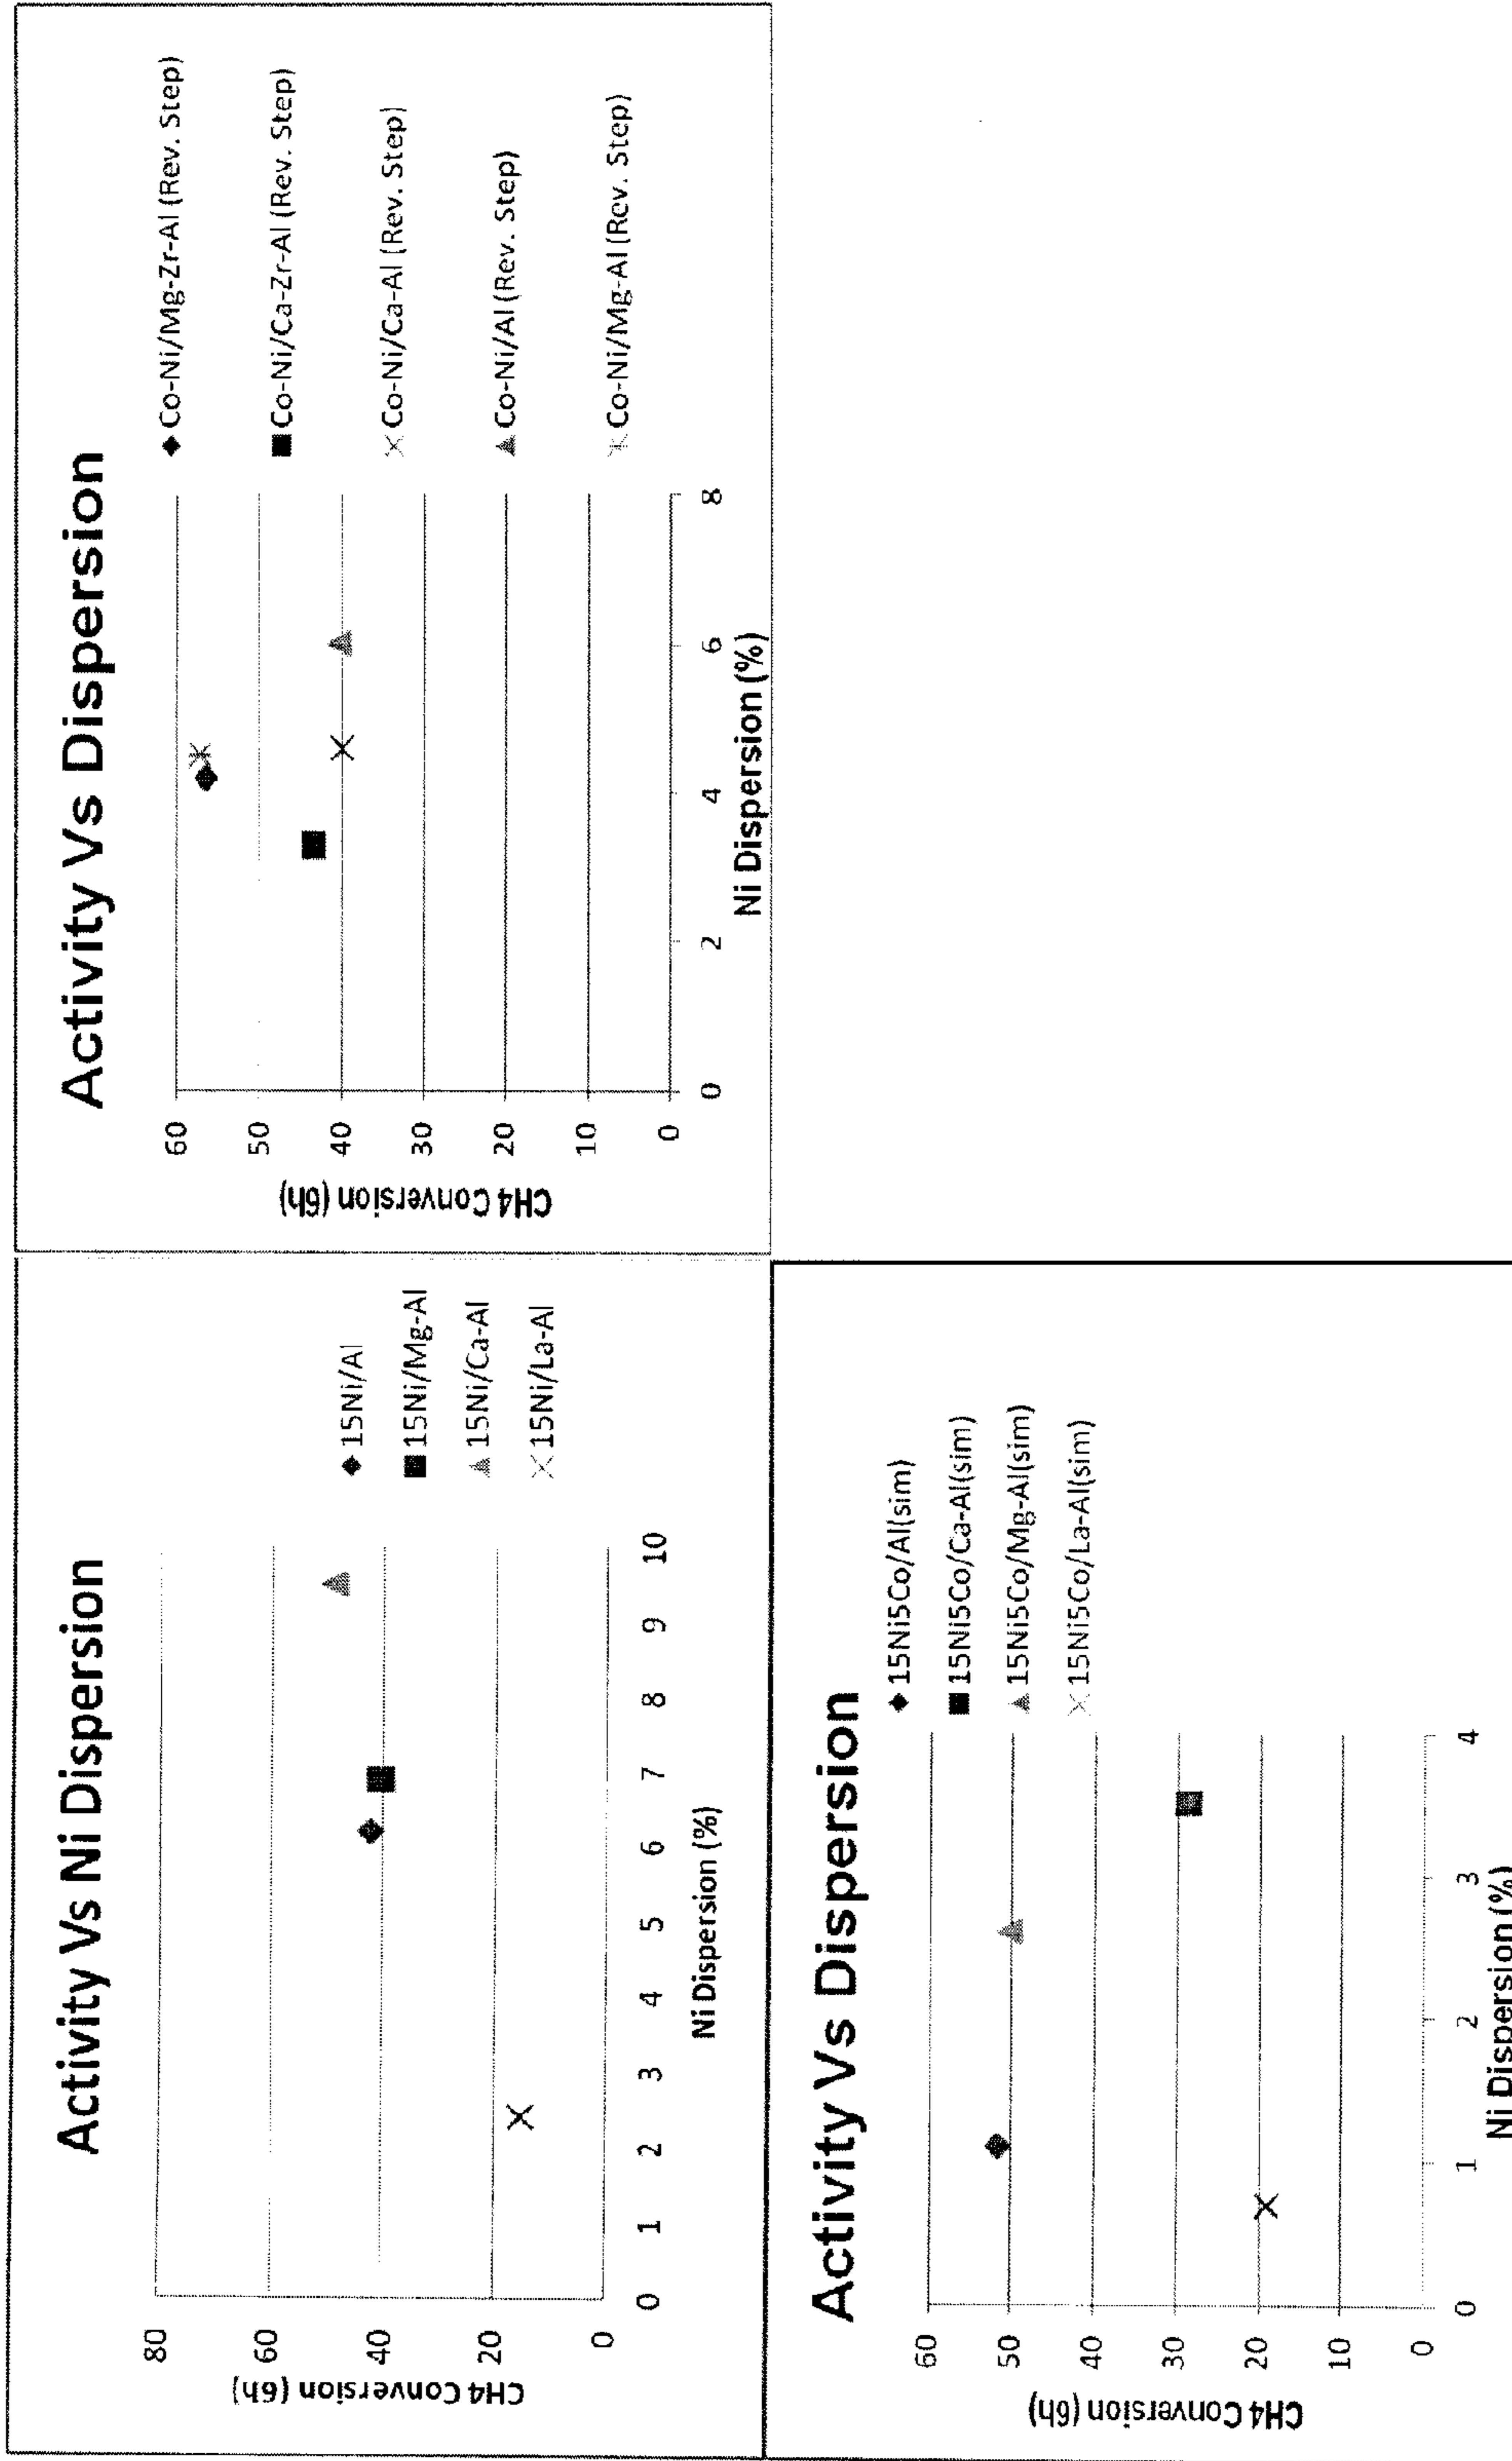 Activity Vs Ni Dispersion
80
60
40
20
0
CH4 Conversion (6h)
0 1 2 3 4 5 6 7 8 9 10
Ni Dispersion (%)
15Ni/Al
15Ni/Mg-Al
15Ni/Ca-Al
15Ni/La-Al
Activity Vs Dispersion
60
50
40
30
20
10
0
CH4 Conversion (6h)
0 2 4 6 8
Ni Dispersion (%)
Co-Ni/Mg-Zr-Al (Rev. Step)
Co-Ni/Ca-Zr-Al (Rev. Step)
Co-Ni/Ca-Al (Rev. Step)
Co-Ni/Al (Rev. Step)
Co-Ni/Mg-Al (Rev. Step)
Activity Vs Dispersion
60
50
40
30
20
10
0
CH4 Conversion (6h)
0 1 2 3 4
Ni Dispersion (%)
15Ni5Co/Al(sim)
15Ni5Co/Ca-Al(sim)
15Ni5Co/Mg-Al(sim)
15Ni5Co/La-Al(sim)